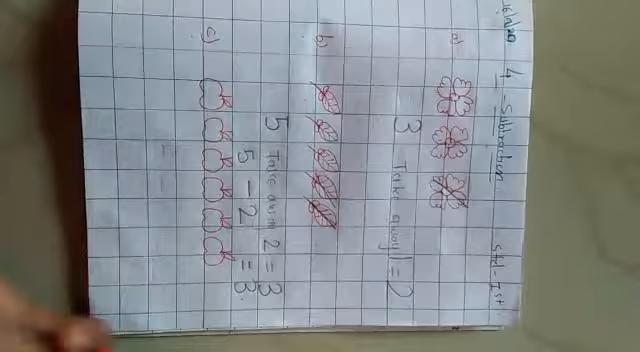 4 - Subtraction
Std - Ist
a)
3 Take away 1 = 2
b)
5 Take away 2 = 3
5 - 2 = 3
c)